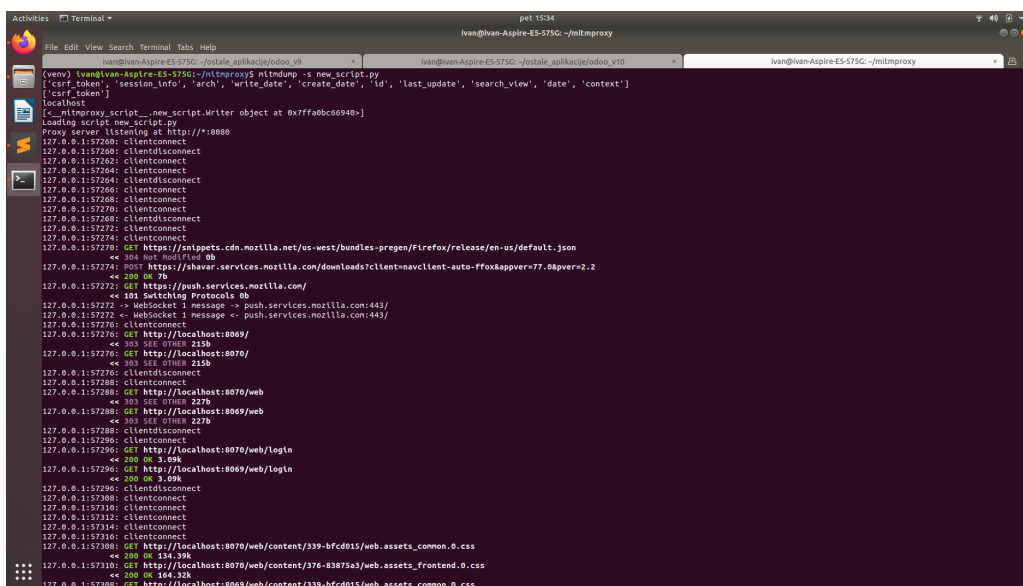 Activities Terminal ▾ pet 15:34
ivan@ivan-Aspire-E5-575G: ~/mitmproxy
File Edit View Search Terminal Tabs Help
ivan@ivan-Aspire-E5-575G: ~/ostale_aplikacije/odoo_v9 × ivan@ivan-Aspire-E5-575G: ~/ostale_aplikacije/odoo_v10 × ivan@ivan-Aspire-E5-575G: ~/mitmproxy ×
(venv) ivan@ivan-Aspire-E5-575G:~/mitmproxy$ mitmdump -s new_script.py
['csrf_token', 'session_info', 'arch', 'write_date', 'create_date', 'id', 'last_update', 'search_view', 'date', 'context']
['csrf_token']
localhost
[<__mitmproxy_script__.new_script.Writer object at 0x7ffa0bc66940>]
Loading script new_script.py
Proxy server listening at http://*:8080
127.0.0.1:57260: clientconnect
127.0.0.1:57260: clientdisconnect
127.0.0.1:57262: clientconnect
127.0.0.1:57264: clientconnect
127.0.0.1:57264: clientdisconnect
127.0.0.1:57266: clientconnect
127.0.0.1:57268: clientconnect
127.0.0.1:57270: clientconnect
127.0.0.1:57268: clientdisconnect
127.0.0.1:57272: clientconnect
127.0.0.1:57274: clientconnect
127.0.0.1:57270: GET https://snippets.cdn.mozilla.net/us-west/bundles-pregen/Firefox/release/en-us/default.json
<< 304 Not Modified 0b
127.0.0.1:57274: POST https://shavar.services.mozilla.com/downloads?client=navclient-auto-ffox&appver=77.0&pver=2.2
<< 200 OK 7b
127.0.0.1:57272: GET https://push.services.mozilla.com/
<< 101 Switching Protocols 0b
127.0.0.1:57272 -> WebSocket 1 message -> push.services.mozilla.com:443/
127.0.0.1:57272 <- WebSocket 1 message <- push.services.mozilla.com:443/
127.0.0.1:57276: clientconnect
127.0.0.1:57276: GET http://localhost:8069/
<< 303 SEE OTHER 215b
127.0.0.1:57276: GET http://localhost:8070/
<< 303 SEE OTHER 215b
127.0.0.1:57276: clientdisconnect
127.0.0.1:57288: clientconnect
127.0.0.1:57288: GET http://localhost:8070/web
<< 303 SEE OTHER 227b
127.0.0.1:57288: GET http://localhost:8069/web
<< 303 SEE OTHER 227b
127.0.0.1:57288: clientdisconnect
127.0.0.1:57296: clientconnect
127.0.0.1:57296: GET http://localhost:8070/web/login
<< 200 OK 3.09k
127.0.0.1:57296: GET http://localhost:8069/web/login
<< 200 OK 3.09k
127.0.0.1:57296: clientdisconnect
127.0.0.1:57308: clientconnect
127.0.0.1:57310: clientconnect
127.0.0.1:57312: clientconnect
127.0.0.1:57314: clientconnect
127.0.0.1:57316: clientconnect
127.0.0.1:57308: GET http://localhost:8070/web/content/339-bfcd015/web.assets_common.0.css
<< 200 OK 134.39k
127.0.0.1:57310: GET http://localhost:8070/web/content/376-83875a3/web.assets_frontend.0.css
<< 200 OK 164.32k
127.0.0.1:57308: GET http://localhost:8069/web/content/339-bfcd015/web.assets_common.0.css